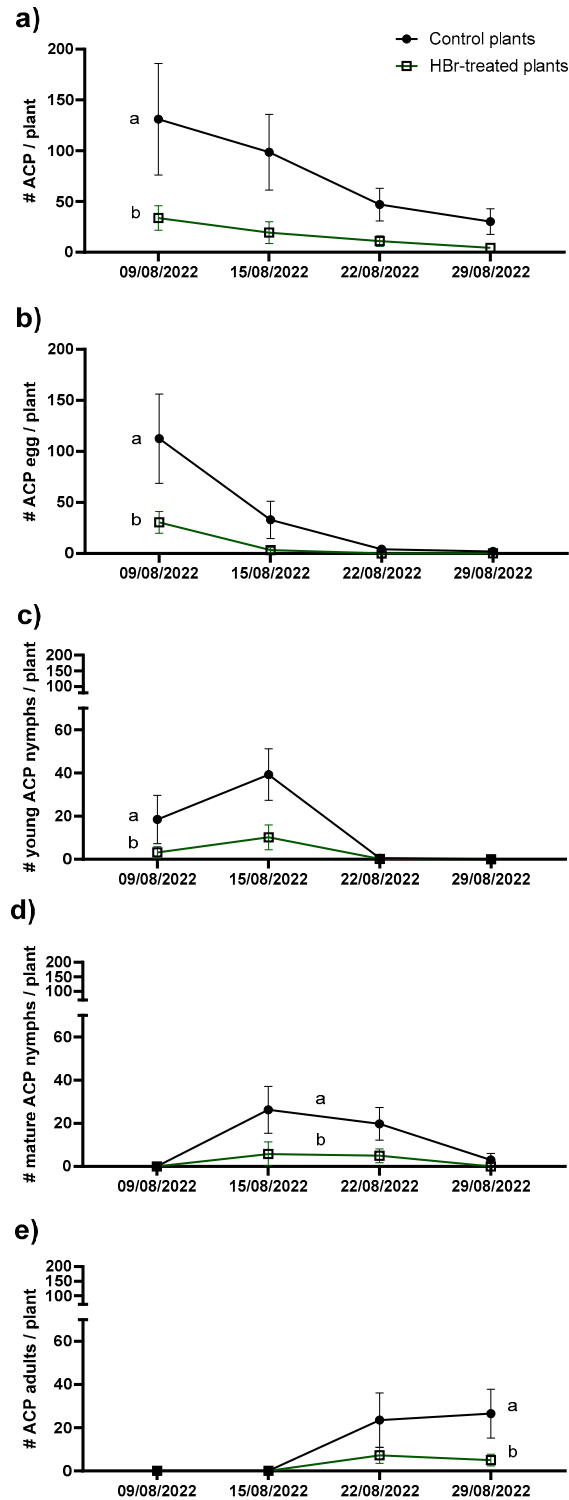 a)
Control plants
HBr-treated plants
# ACP / plant
200
150
100
50
0
a
b
09/08/2022 15/08/2022 22/08/2022 29/08/2022
b)
# ACP egg / plant
200
150
100
50
0
a
b
09/08/2022 15/08/2022 22/08/2022 29/08/2022
c)
# young ACP nymphs / plant
200
150
100
60
40
20
0
a
b
09/08/2022 15/08/2022 22/08/2022 29/08/2022
d)
# mature ACP nymphs / plant
200
150
100
60
40
20
0
a
b
09/08/2022 15/08/2022 22/08/2022 29/08/2022
e)
# ACP adults / plant
200
150
100
60
40
20
0
a
b
09/08/2022 15/08/2022 22/08/2022 29/08/2022